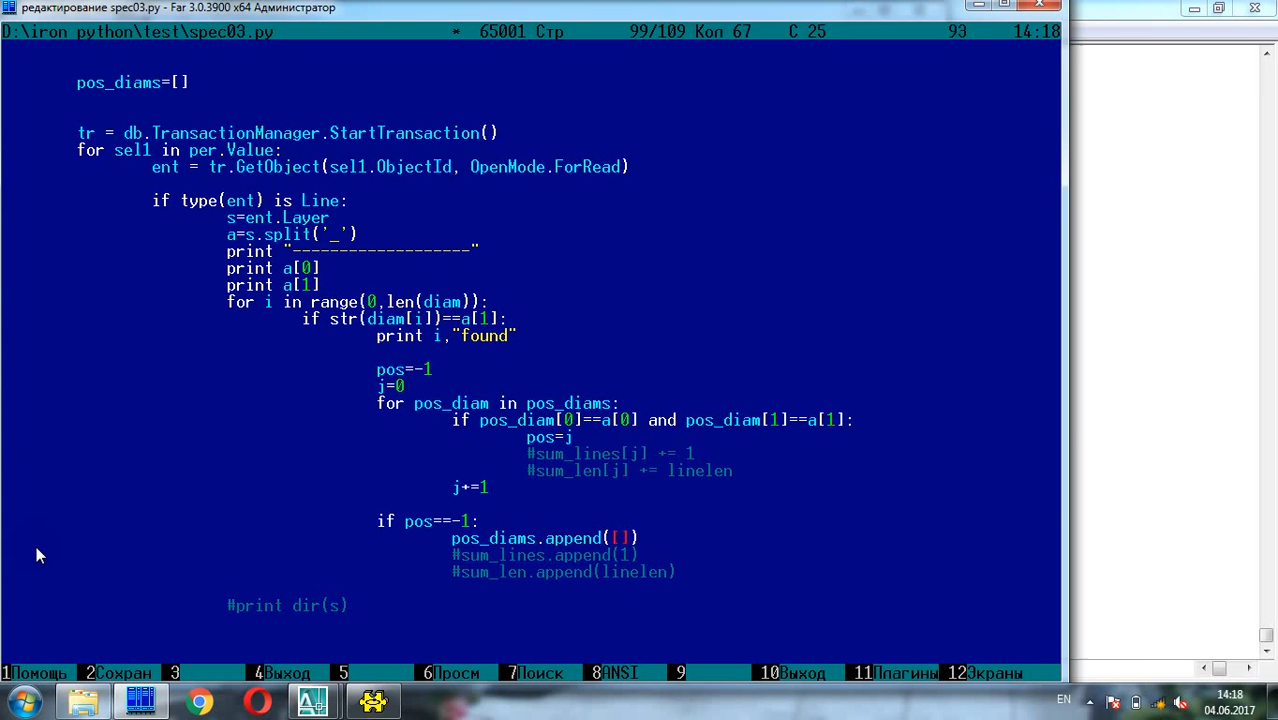 редактирование spec03.py - Far 3.0.3900 x64 Администратор
D:\iron python\test\spec03.py * 65001 Стр 99/109 Кол 67 С 25 93 14:18
pos_diams=[]
tr = db.TransactionManager.StartTransaction()
for sel1 in per.Value:
ent = tr.GetObject(sel1.ObjectId, OpenMode.ForRead)
if type(ent) is Line:
s=ent.Layer
a=s.split('_')
print "-------------------"
print a[0]
print a[1]
for i in range(0,len(diam)):
if str(diam[i])==a[1]:
print i,"found"
pos=-1
j=0
for pos_diam in pos_diams:
if pos_diam[0]==a[0] and pos_diam[1]==a[1]:
pos=j
#sum_lines[j] += 1
#sum_len[j] += linelen
j+=1
if pos==-1:
pos_diams.append([])
#sum_lines.append(1)
#sum_len.append(linelen)
#print dir(s)
1Помощь 2Сохран 3 4Выход 5 6Просм 7Поиск 8ANSI 9 10Выход 11Плагины 12Экраны
EN 14:18
04.06.2017